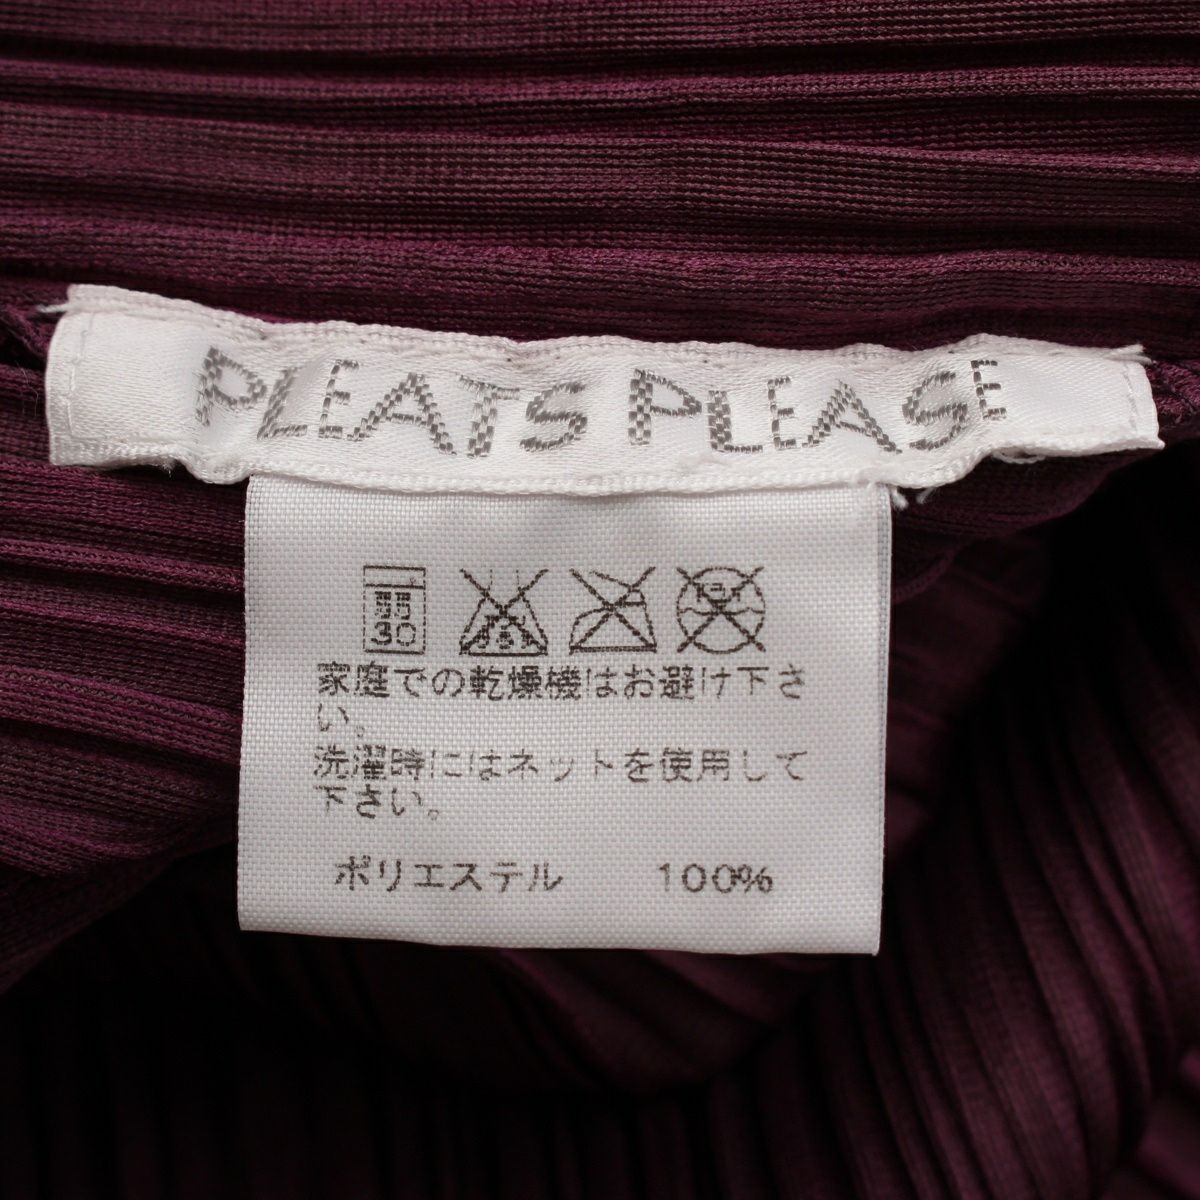 PLEATS PLEASE
30
家庭での乾燥機はお避け下さ
い。
洗濯時にはネットを使用して
下さい。
ポリエステル 100%